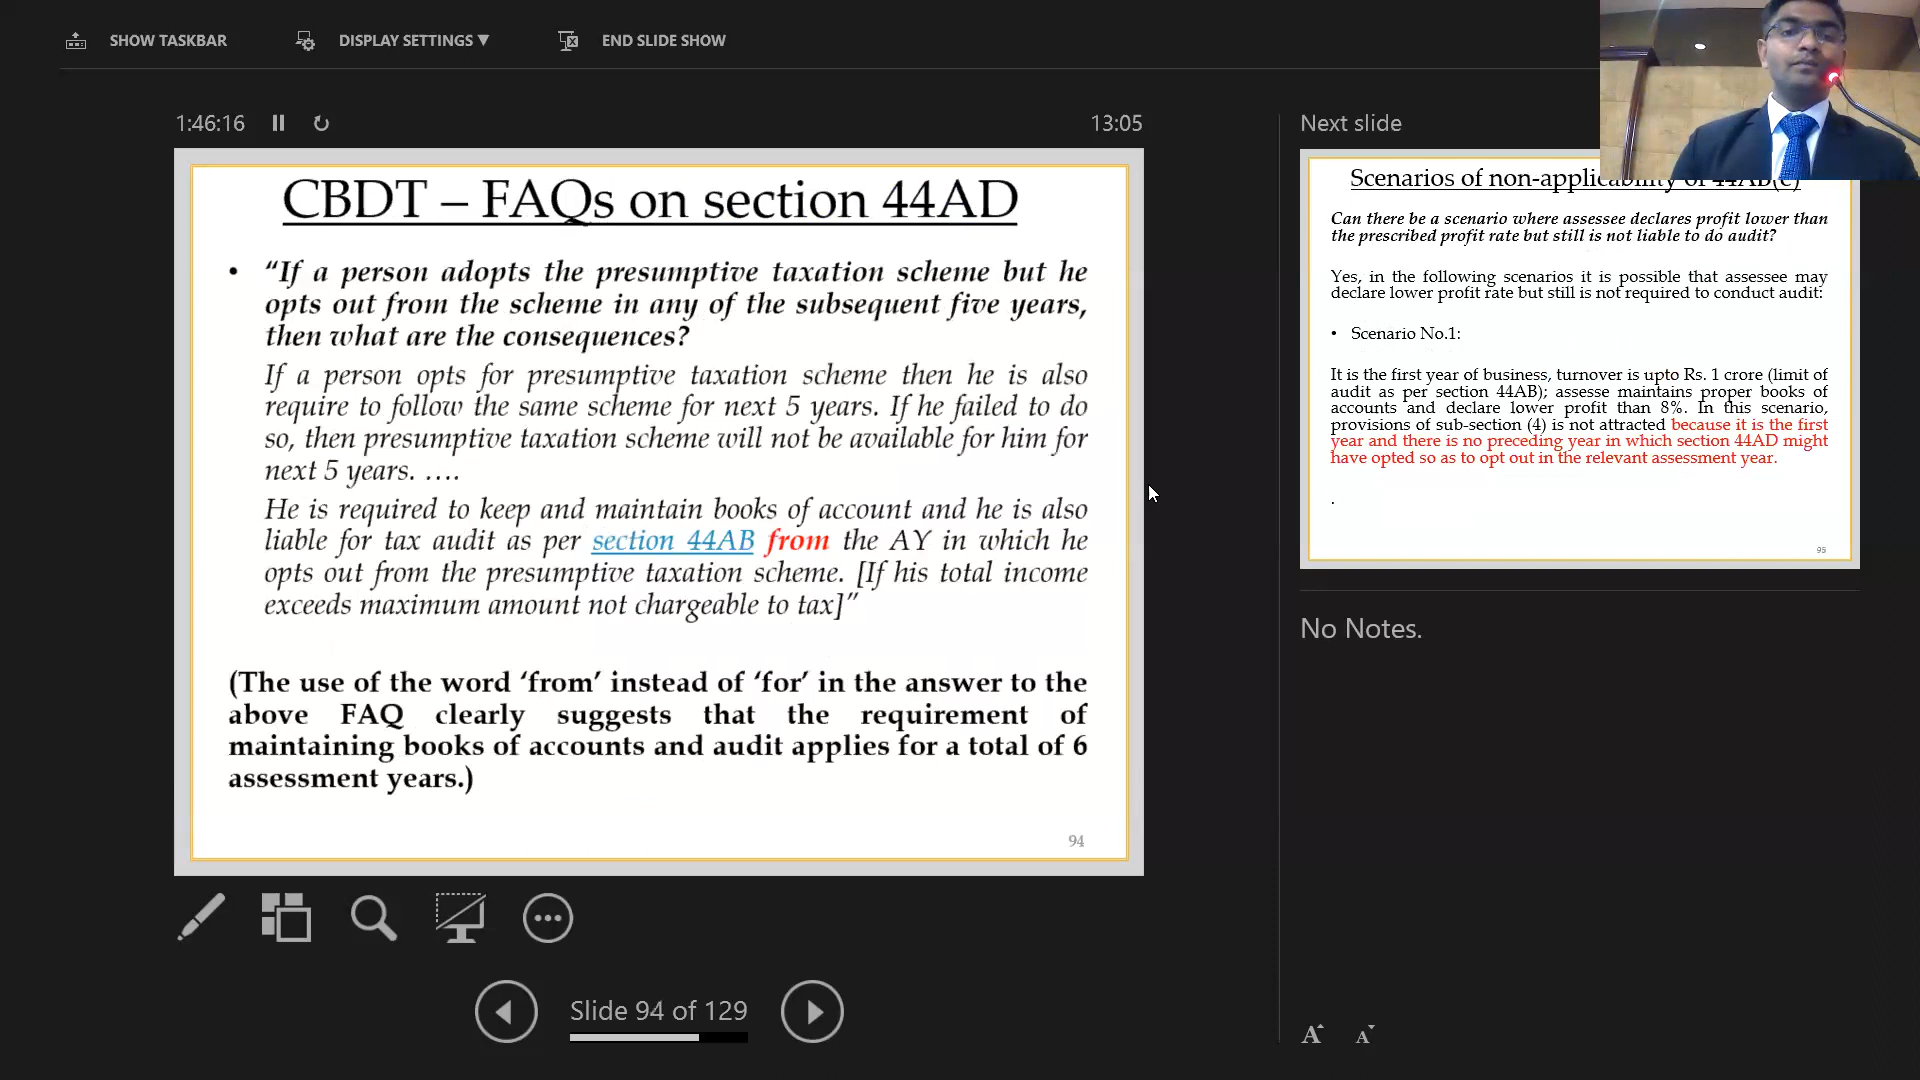 SHOW TASKBAR
DISPLAY SETTINGS ▼
END SLIDE SHOW
1:46:16
13:05
CBDT – FAQs on section 44AD
• “If a person adopts the presumptive taxation scheme but he
opts out from the scheme in any of the subsequent five years,
then what are the consequences?
If a person opts for presumptive taxation scheme then he is also
require to follow the same scheme for next 5 years. If he failed to do
so, then presumptive taxation scheme will not be available for him for
next 5 years. ….
He is required to keep and maintain books of account and he is also
liable for tax audit as per section 44AB from the AY in which he
opts out from the presumptive taxation scheme. [If his total income
exceeds maximum amount not chargeable to tax]”
(The use of the word ‘from’ instead of ‘for’ in the answer to the
above FAQ clearly suggests that the requirement of
maintaining books of accounts and audit applies for a total of 6
assessment years.)
94
Slide 94 of 129
Next slide
Scenarios of non-applicability of 44AB(e)
Can there be a scenario where assessee declares profit lower than
the prescribed profit rate but still is not liable to do audit?
Yes, in the following scenarios it is possible that assessee may
declare lower profit rate but still is not required to conduct audit:
• Scenario No.1:
It is the first year of business, turnover is upto Rs. 1 crore (limit of
audit as per section 44AB); assesse maintains proper books of
accounts and declare lower profit than 8%. In this scenario,
provisions of sub-section (4) is not attracted because it is the first
year and there is no preceding year in which section 44AD might
have opted so as to opt out in the relevant assessment year.
.
95
No Notes.
A A